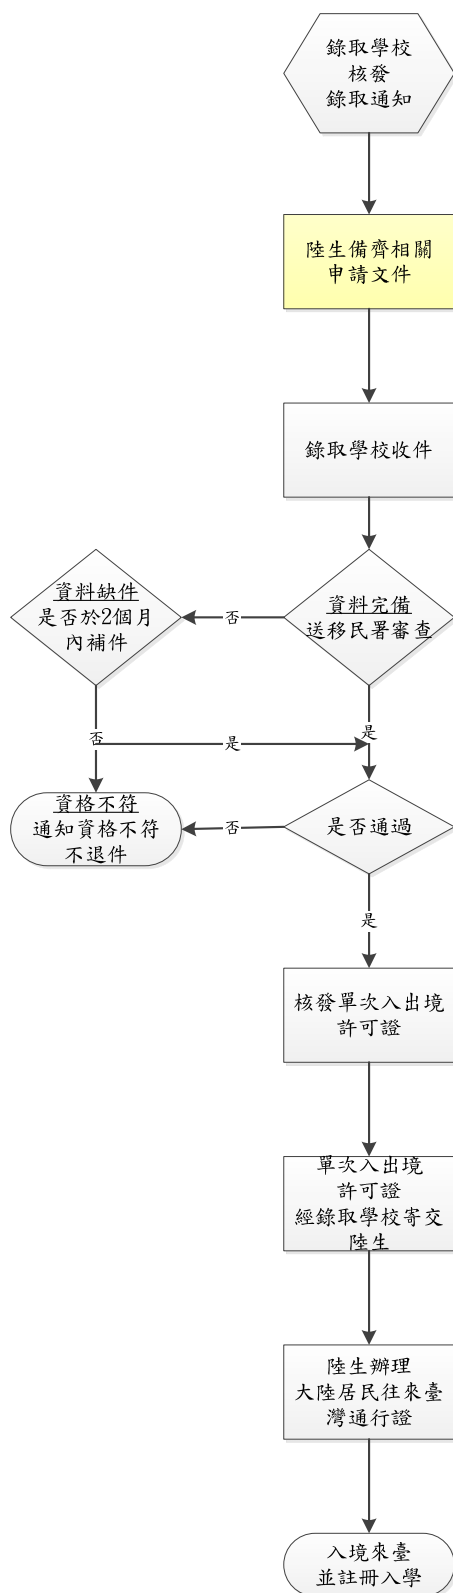 錄取學校
核發
錄取通知
陸生備齊相關
申請文件
錄取學校收件
資料完備
送移民署審查
否
資料缺件
是否於2個月
內補件
是
否
是
資格不符
通知資格不符
不退件
否
是否通過
是
核發單次入出境
許可證
單次入出境
許可證
經錄取學校寄交
陸生
陸生辦理
大陸居民往來臺
灣通行證
入境來臺
並註冊入學